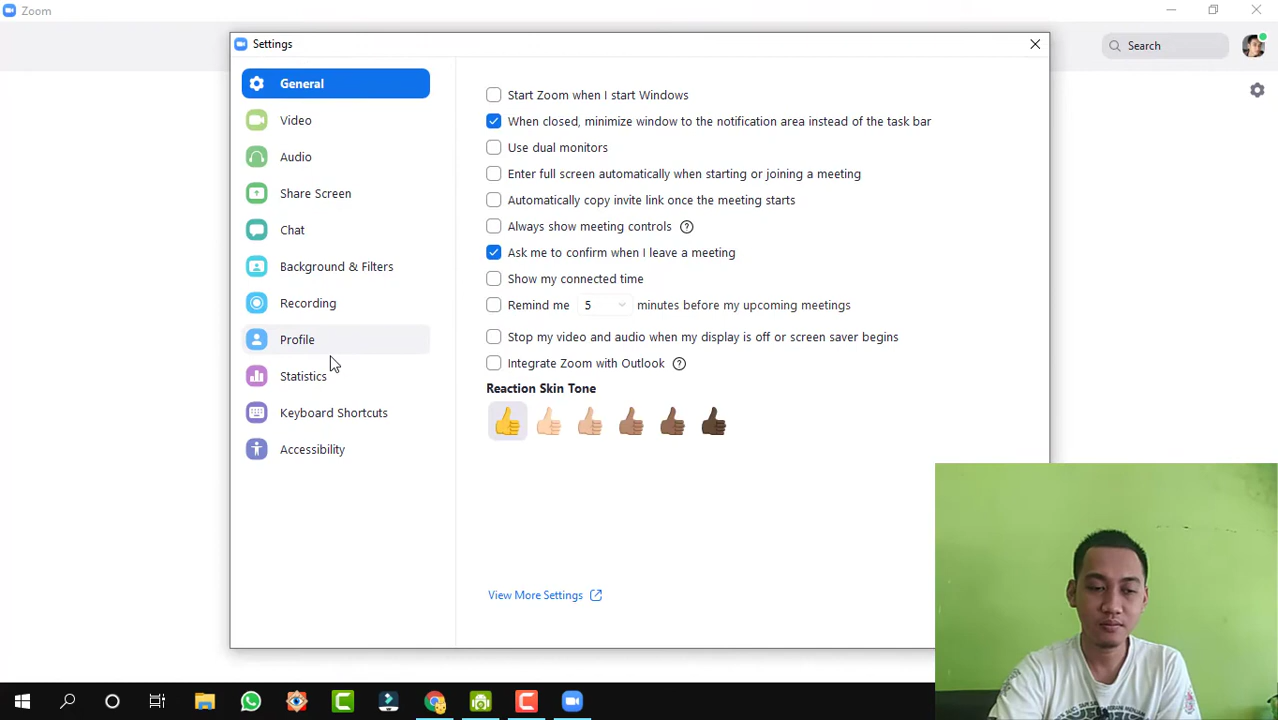 Zoom
Settings
Search
General
Video
Audio
Share Screen
Chat
Background & Filters
Recording
Profile
Statistics
Keyboard Shortcuts
Accessibility
Start Zoom when I start Windows
When closed, minimize window to the notification area instead of the task bar
Use dual monitors
Enter full screen automatically when starting or joining a meeting
Automatically copy invite link once the meeting starts
Always show meeting controls
Ask me to confirm when I leave a meeting
Show my connected time
Remind me 5 minutes before my upcoming meetings
Stop my video and audio when my display is off or screen saver begins
Integrate Zoom with Outlook
Reaction Skin Tone
View More Settings